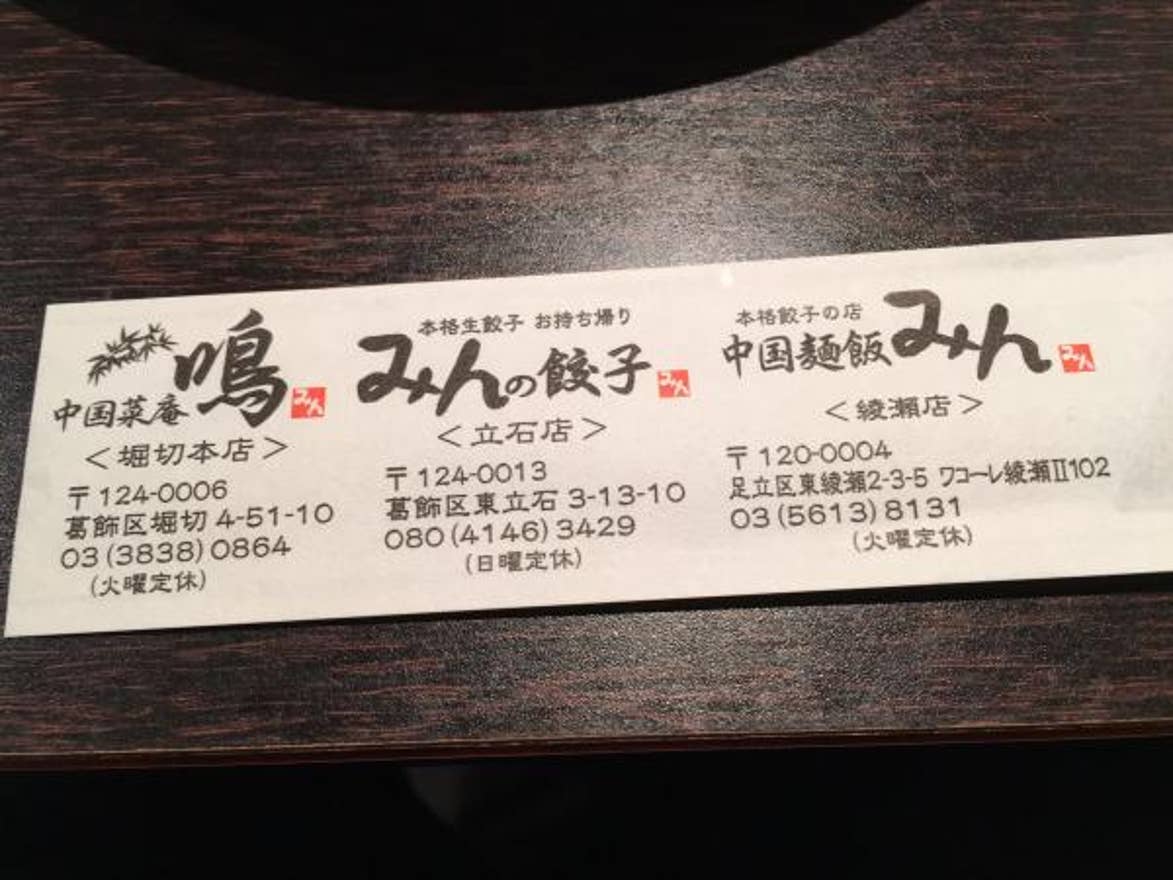 中国菜庵 鳴 みん
<堀切本店>
〒124-0006
葛飾区堀切 4-51-10
03 (3838) 0864
(火曜定休)
本格生餃子 お持ち帰り
みんの餃子 みん
<立石店>
〒124-0013
葛飾区東立石 3-13-10
080 (4146) 3429
(日曜定休)
本格餃子の店
中国麺飯 みん みん
<綾瀬店>
〒120-0004
足立区東綾瀬2-3-5 ワコーレ綾瀬Ⅱ102
03 (5613) 8131
(火曜定休)